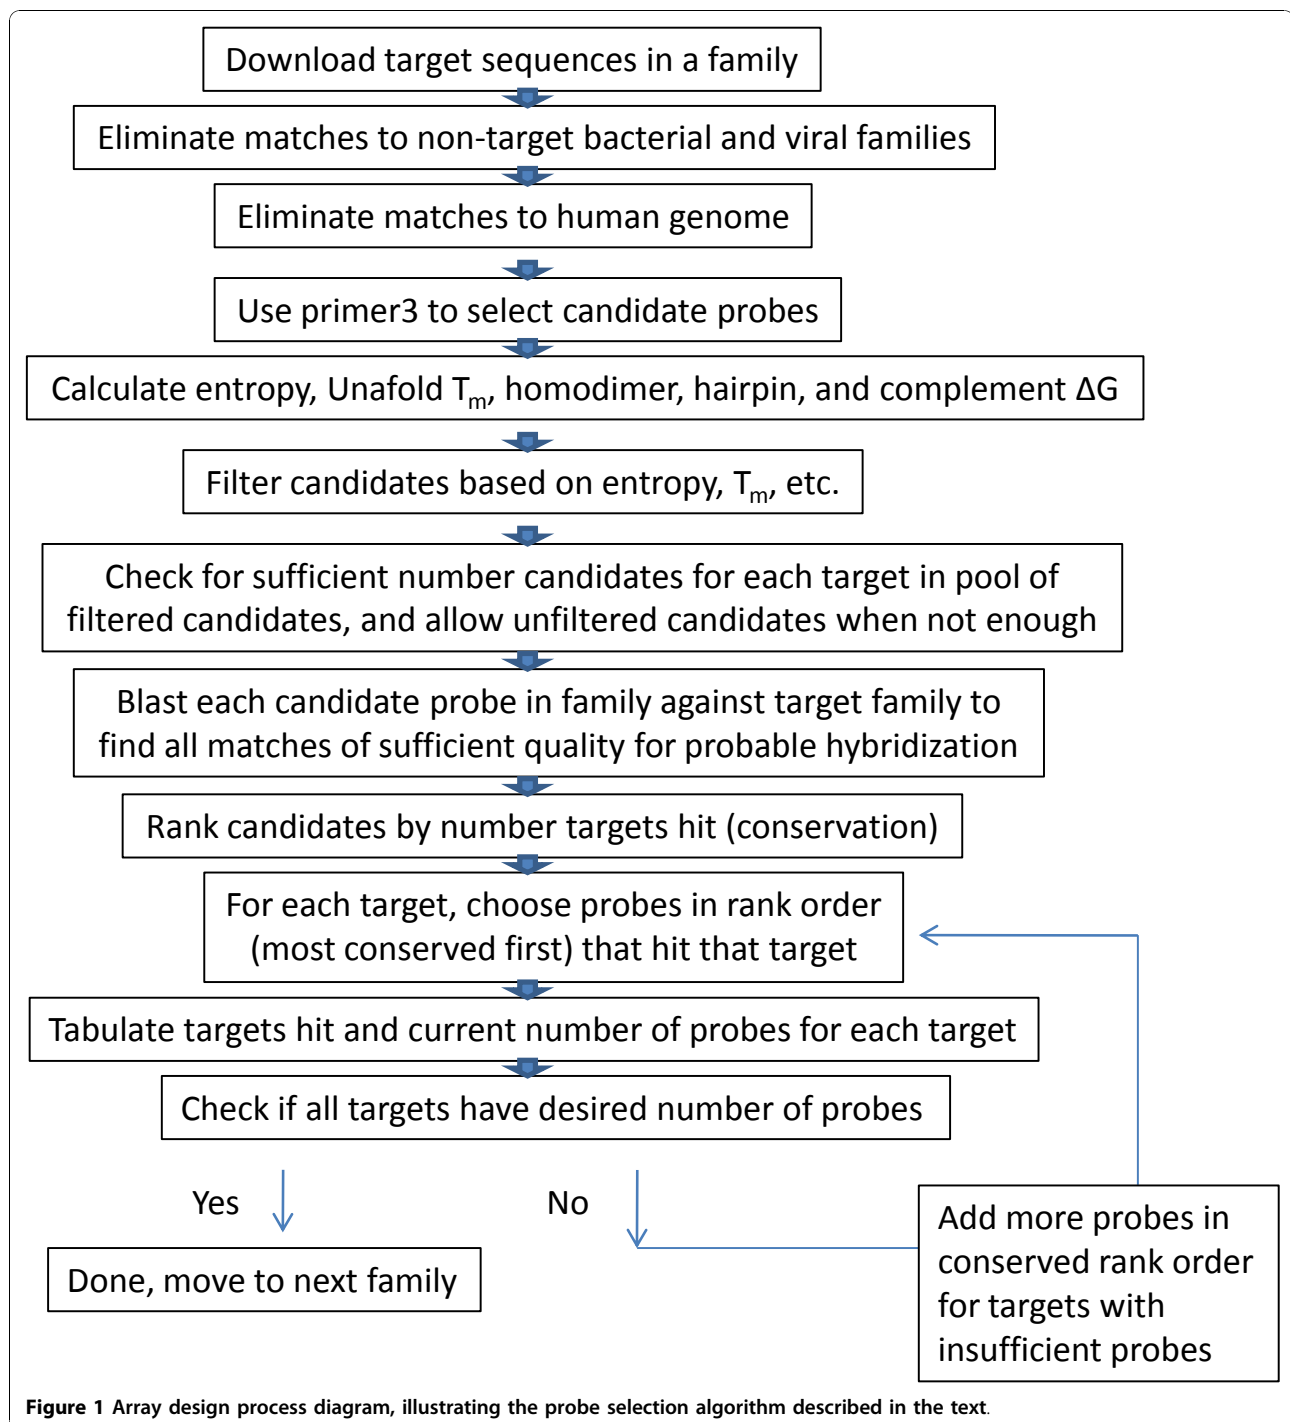 Download target sequences in a family
Eliminate matches to non-target bacterial and viral families
Eliminate matches to human genome
Use primer3 to select candidate probes
Calculate entropy, Unafold Tm, homodimer, hairpin, and complement ΔG
Filter candidates based on entropy, Tm, etc.
Check for sufficient number candidates for each target in pool of
filtered candidates, and allow unfiltered candidates when not enough
Blast each candidate probe in family against target family to
find all matches of sufficient quality for probable hybridization
Rank candidates by number targets hit (conservation)
For each target, choose probes in rank order
(most conserved first) that hit that target
Tabulate targets hit and current number of probes for each target
Check if all targets have desired number of probes
Yes
No
Done, move to next family
Add more probes in
conserved rank order
for targets with
insufficient probes
Figure 1 Array design process diagram, illustrating the probe selection algorithm described in the text.